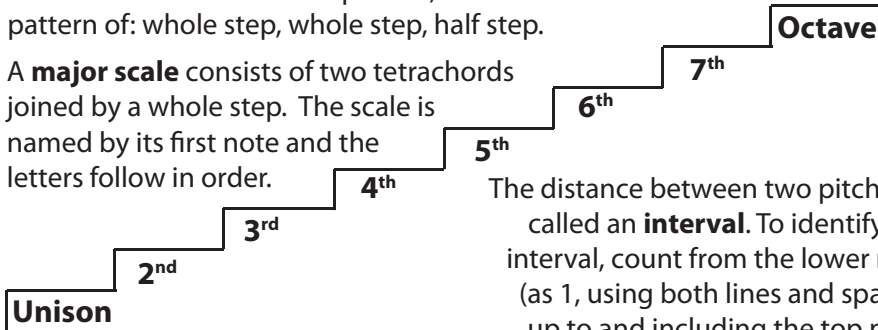 pattern of: whole step, whole step, half step.
A major scale consists of two tetrachords
joined by a whole step. The scale is
named by its first note and the
letters follow in order.
Octave
7th
6th
5th
4th
3rd
2nd
Unison
The distance between two pitch
called an interval. To identify
interval, count from the lower
(as 1, using both lines and spa
up to and including the top